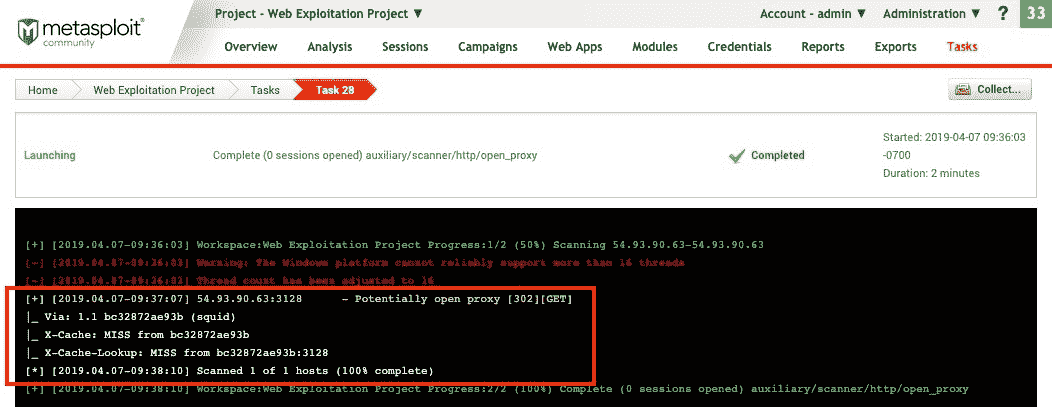 metasploit®
community
Project - Web Exploitation Project ▼
Account - admin ▼ Administration ▼ ? 33
Overview Analysis Sessions Campaigns Web Apps Modules Credentials Reports Exports Tasks
Home Web Exploitation Project Tasks Task 28 Collect...
Launching Complete (0 sessions opened) auxiliary/scanner/http/open_proxy Completed
Started: 2019-04-07 09:36:03
-0700
Duration: 2 minutes
[+] [2019.04.07-09:36:03] Workspace:Web Exploitation Project Progress:1/2 (50%) Scanning 54.93.90.63-54.93.90.63
[-] [2019.04.07-09:36:03] Warning: The Windows platform cannot reliably support more than 16 threads
[-] [2019.04.07-09:36:03] Thread count has been adjusted to 16
[+] [2019.04.07-09:37:07] 54.93.90.63:3128 - Potentially open proxy [302][GET]
|_ Via: 1.1 bc32872ae93b (squid)
|_ X-Cache: MISS from bc32872ae93b
|_ X-Cache-Lookup: MISS from bc32872ae93b:3128
[*] [2019.04.07-09:38:10] Scanned 1 of 1 hosts (100% complete)
[+] [2019.04.07-09:38:10] Workspace:Web Exploitation Project Progress:2/2 (100%) Complete (0 sessions opened) auxiliary/scanner/http/open_proxy